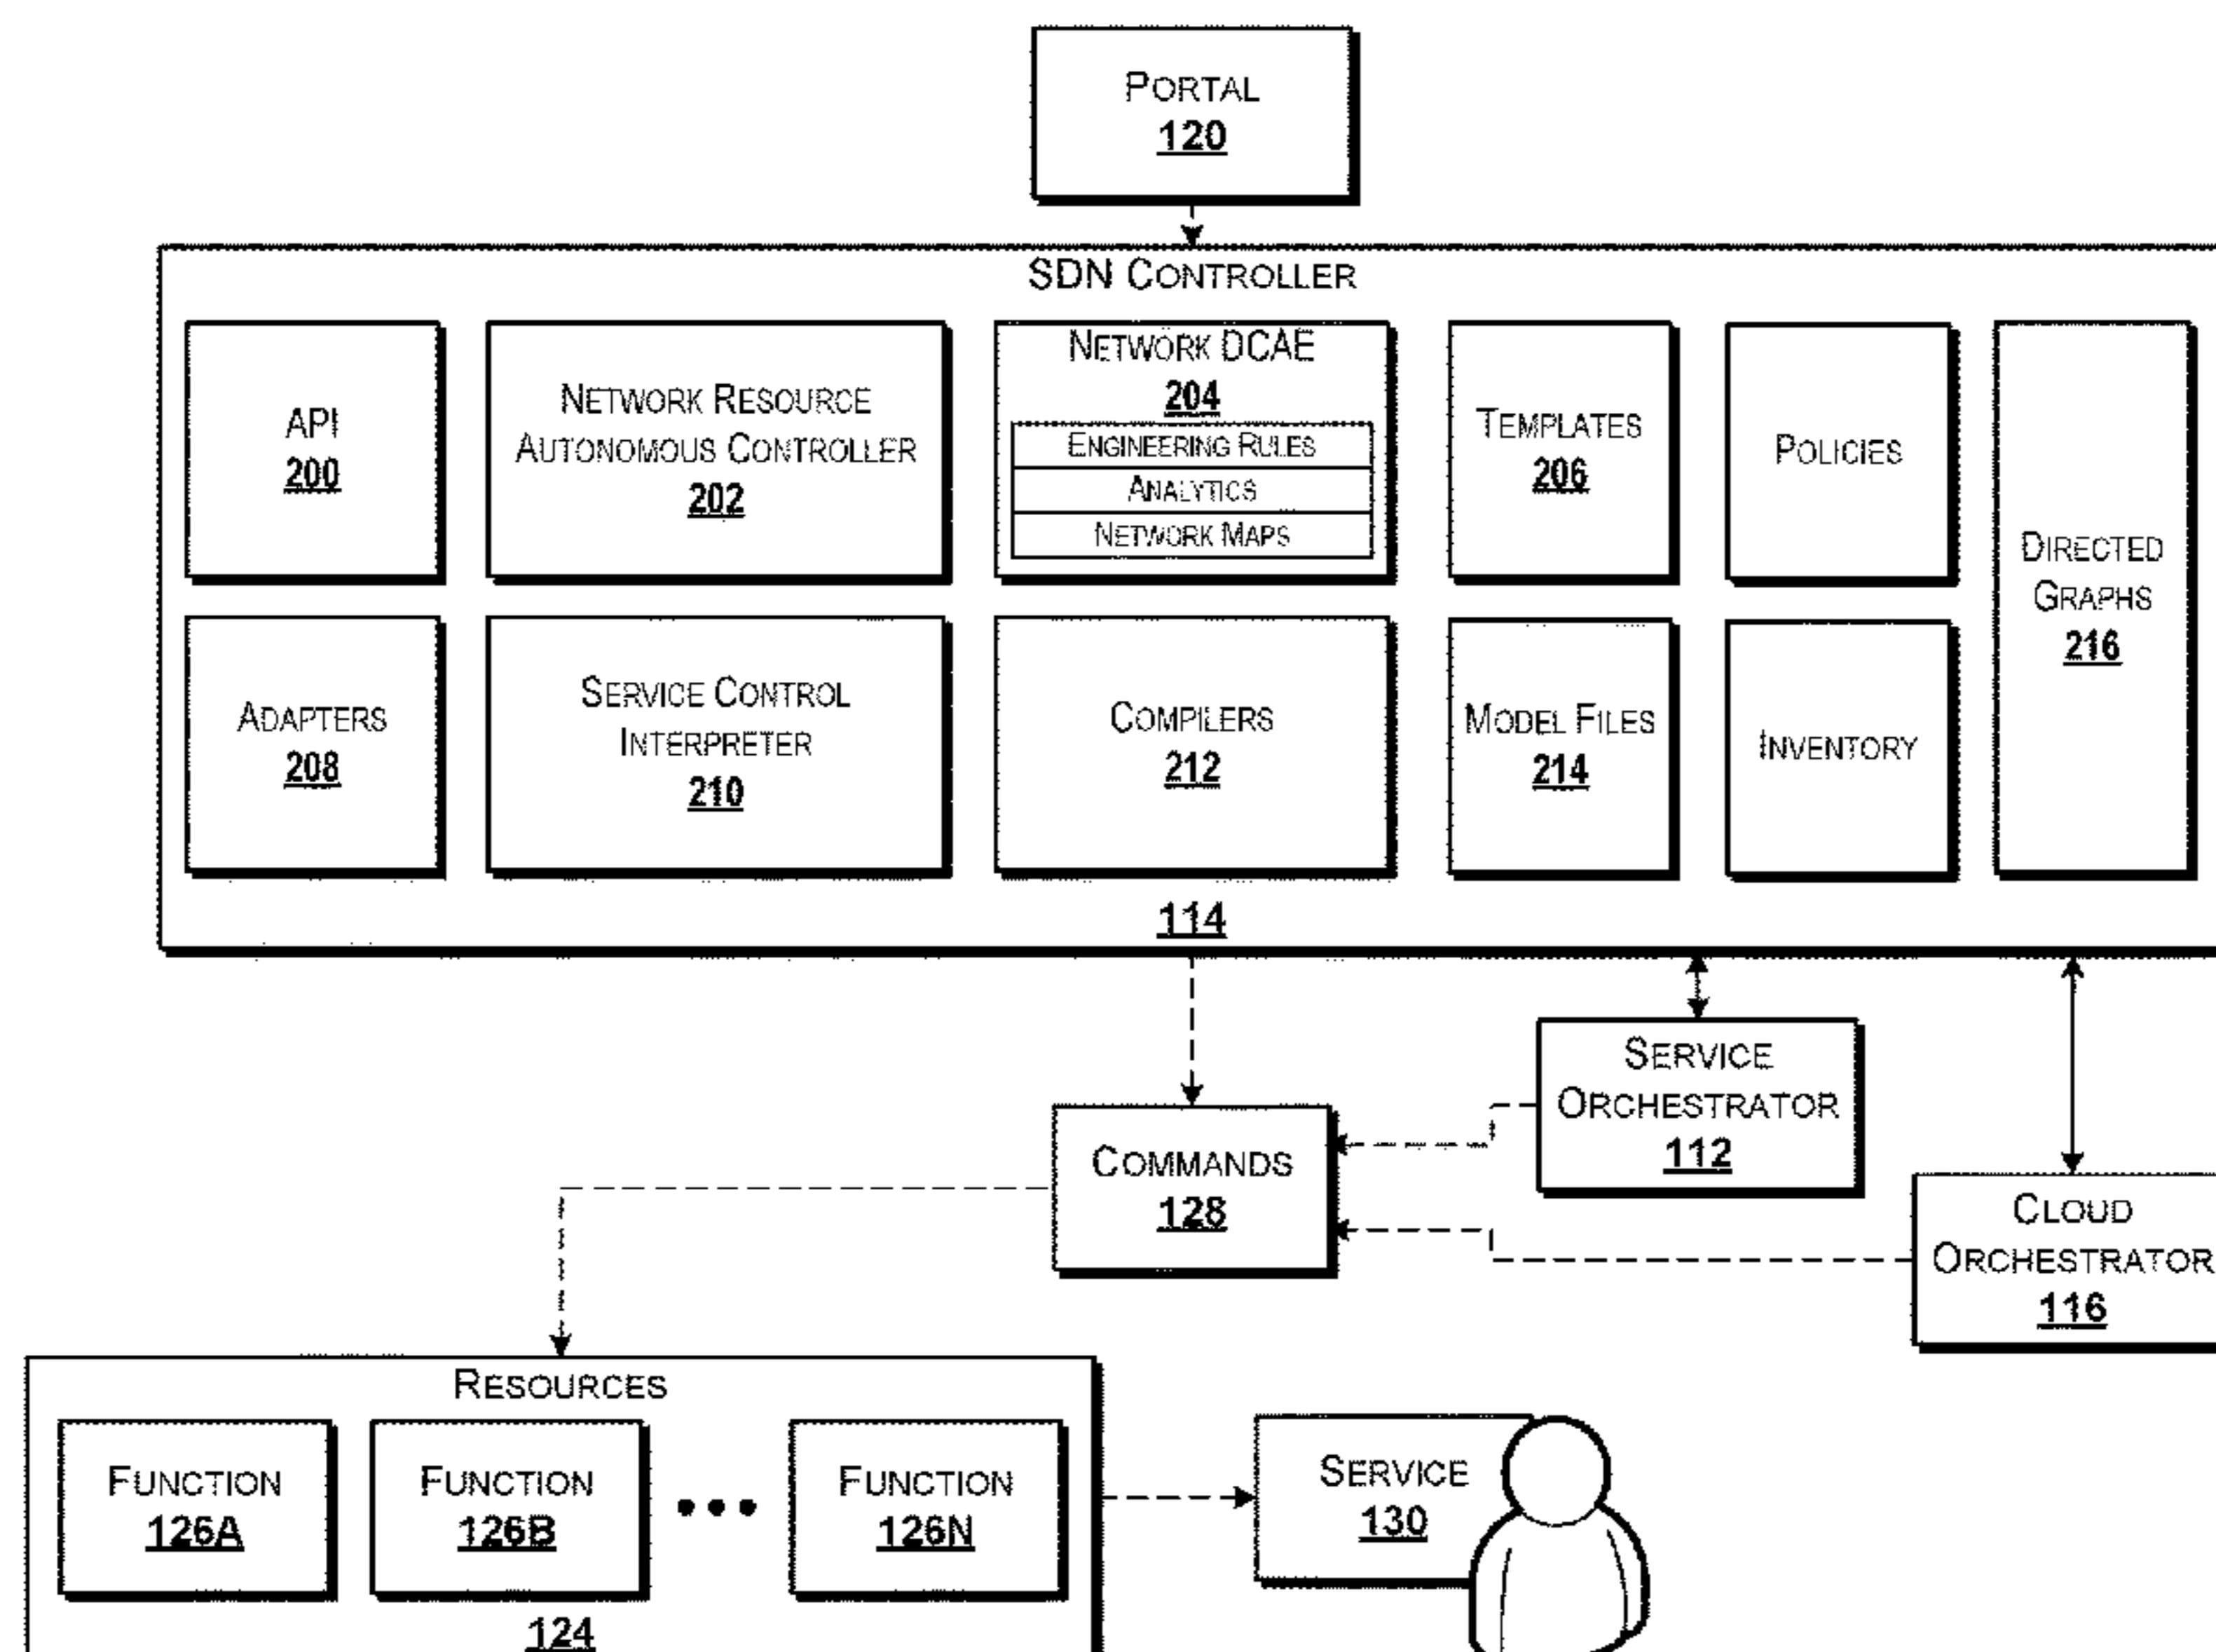 PORTAL
120
SDN CONTROLLER
API
200
NETWORK RESOURCE
AUTONOMOUS CONTROLLER
202
NETWORK DCAE
204
ENGINEERING RULES
ANALYTICS
NETWORK MAPS
TEMPLATES
206
POLICIES
DIRECTED
GRAPHS
216
ADAPTERS
208
SERVICE CONTROL
INTERPRETER
210
COMPILERS
212
MODEL FILES
214
INVENTORY
114
SERVICE
ORCHESTRATOR
112
COMMANDS
128
CLOUD
ORCHESTRATOR
116
RESOURCES
FUNCTION
126A
FUNCTION
126B
•••
FUNCTION
126N
124
SERVICE
130